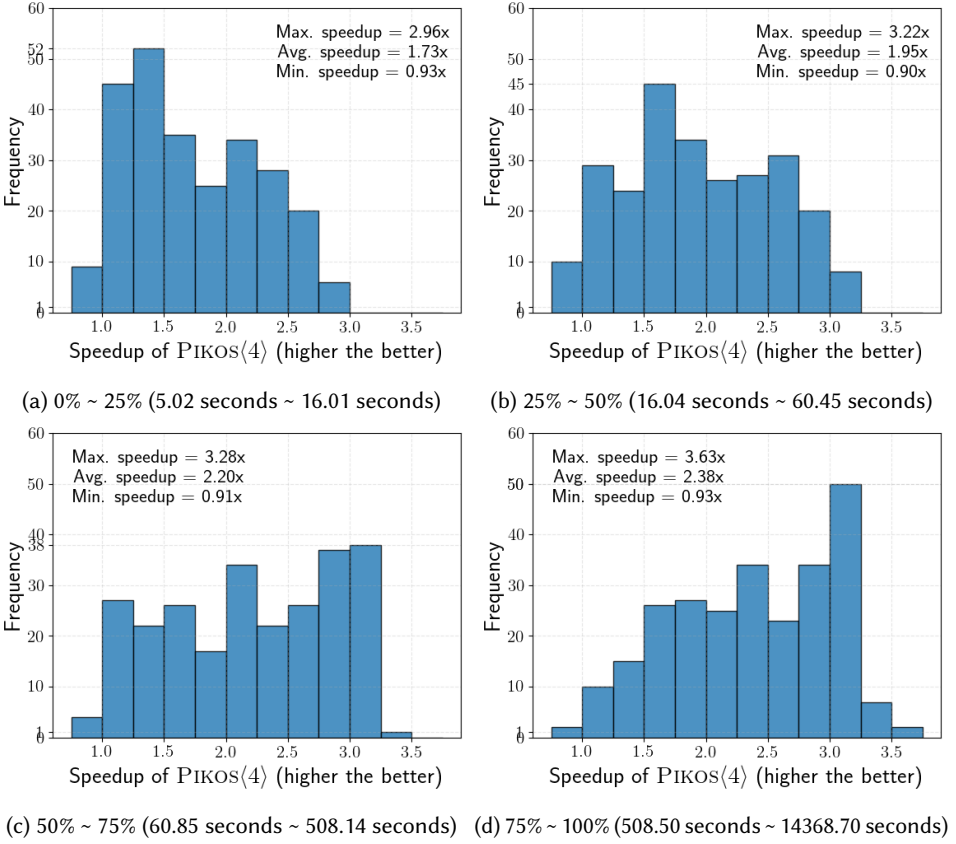 60
52
50
40
30
20
10
1
0
Frequency
Max. speedup = 2.96x
Avg. speedup = 1.73x
Min. speedup = 0.93x
1.0 1.5 2.0 2.5 3.0 3.5
Speedup of PIKOS⟨4⟩ (higher the better)
(a) 0% ~ 25% (5.02 seconds ~ 16.01 seconds)
60
50
45
40
30
20
10
1
0
Frequency
Max. speedup = 3.22x
Avg. speedup = 1.95x
Min. speedup = 0.90x
1.0 1.5 2.0 2.5 3.0 3.5
Speedup of PIKOS⟨4⟩ (higher the better)
(b) 25% ~ 50% (16.04 seconds ~ 60.45 seconds)
60
50
40
38
30
20
10
1
0
Frequency
Max. speedup = 3.28x
Avg. speedup = 2.20x
Min. speedup = 0.91x
1.0 1.5 2.0 2.5 3.0 3.5
Speedup of PIKOS⟨4⟩ (higher the better)
(c) 50% ~ 75% (60.85 seconds ~ 508.14 seconds)
60
50
40
30
20
10
1
0
Frequency
Max. speedup = 3.63x
Avg. speedup = 2.38x
Min. speedup = 0.93x
1.0 1.5 2.0 2.5 3.0 3.5
Speedup of PIKOS⟨4⟩ (higher the better)
(d) 75% ~ 100% (508.50 seconds ~ 14368.70 seconds)